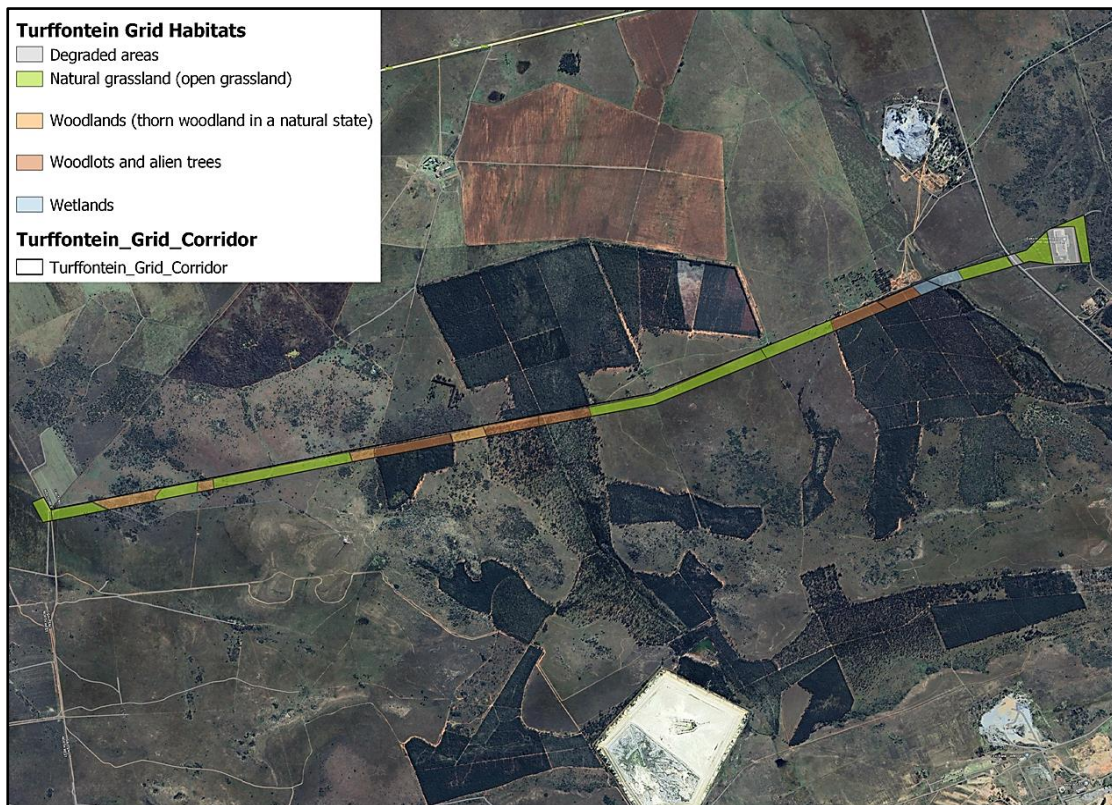 Turffontein Grid Habitats
Degraded areas
Natural grassland (open grassland)
Woodlands (thorn woodland in a natural state)
Woodlots and alien trees
Wetlands
Turffontein_Grid_Corridor
Turffontein_Grid_Corridor